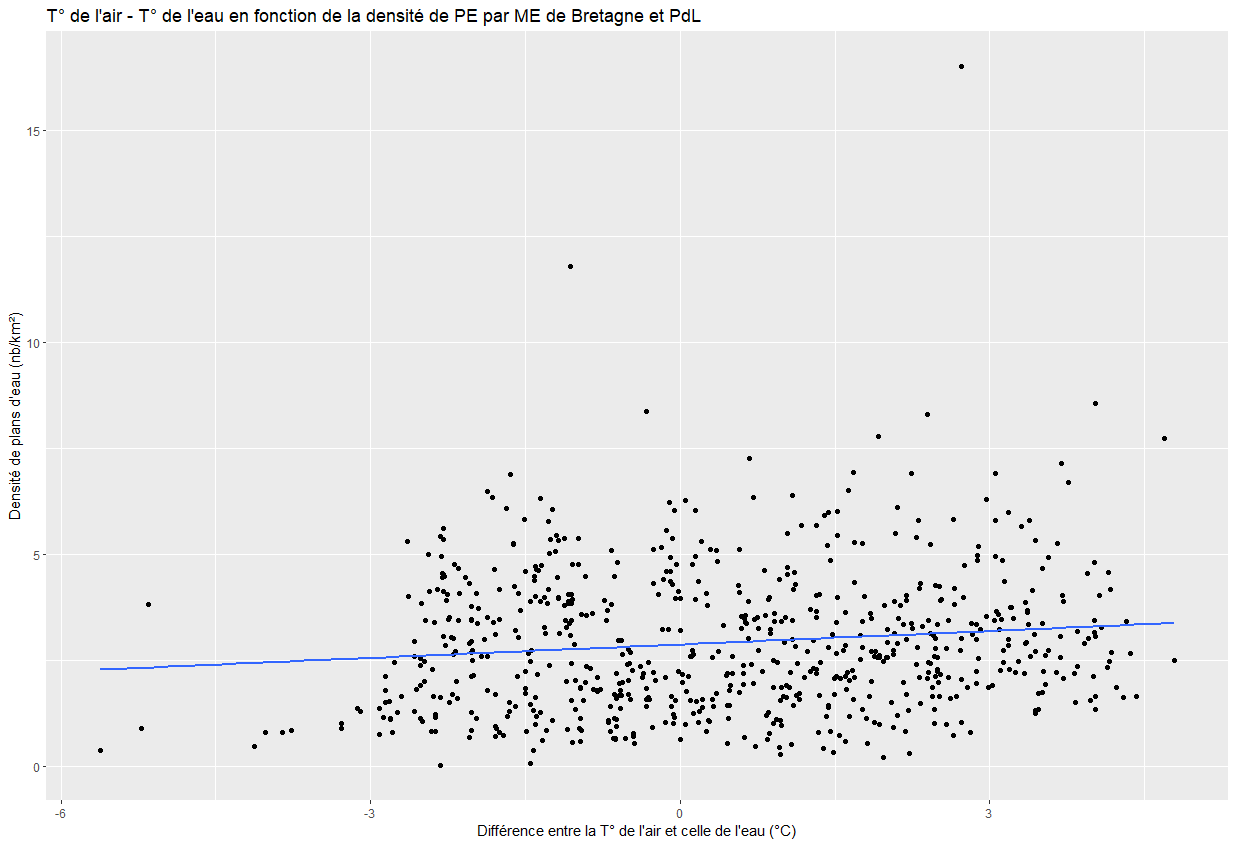 T° de l'air - T° de l'eau en fonction de la densité de PE par ME de Bretagne et PdL
Densité de plans d'eau (nb/km²)
15
10
5
0
-6
-3
0
3
Différence entre la T° de l'air et celle de l'eau (°C)